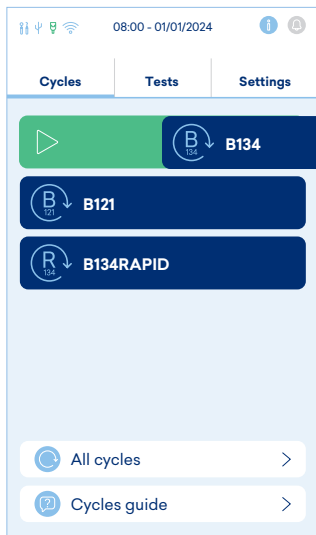 08:00 - 01/01/2024
i
Cycles Tests Settings
B 134 B134
B 121 B121
R 134 B134RAPID
All cycles
? Cycles guide